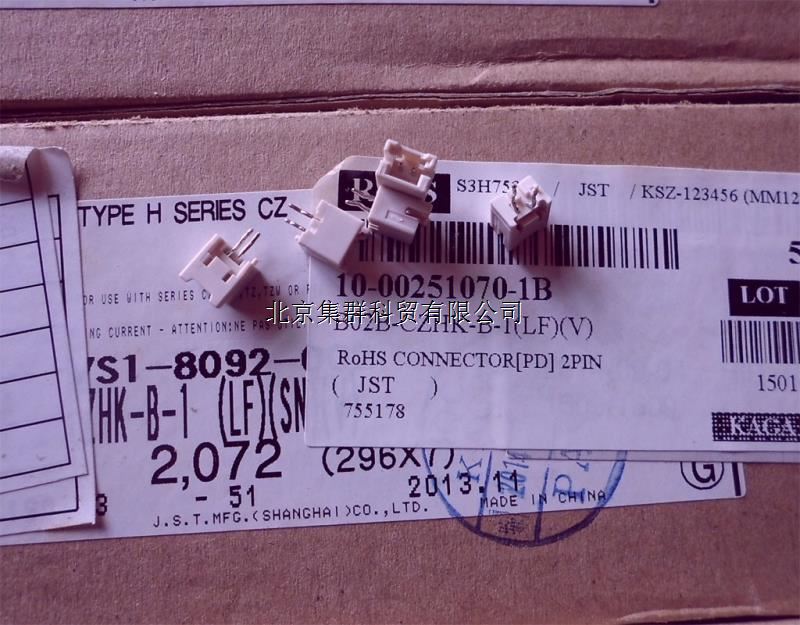 TYPE H SERIES CZ
S3H75 / JST / KSZ-123456 (MM12
USE WITH SERIES
LOT
10-00251070-1B
北京集群科贸有限公司
B02B-CZHK-B-1(LF)(V)
CURRENT - ATTENTION:NE PAS
RoHS CONNECTOR[PD] 2PIN
7S1-8092-
( JST )
1501
755178
ZHK-B-1 (LF)(SN
KAGA
2,072 (296X7)
- 51 2013.11
MADE IN CHINA
G
J.S.T.MFG.(SHANGHAI)CO.,LTD.